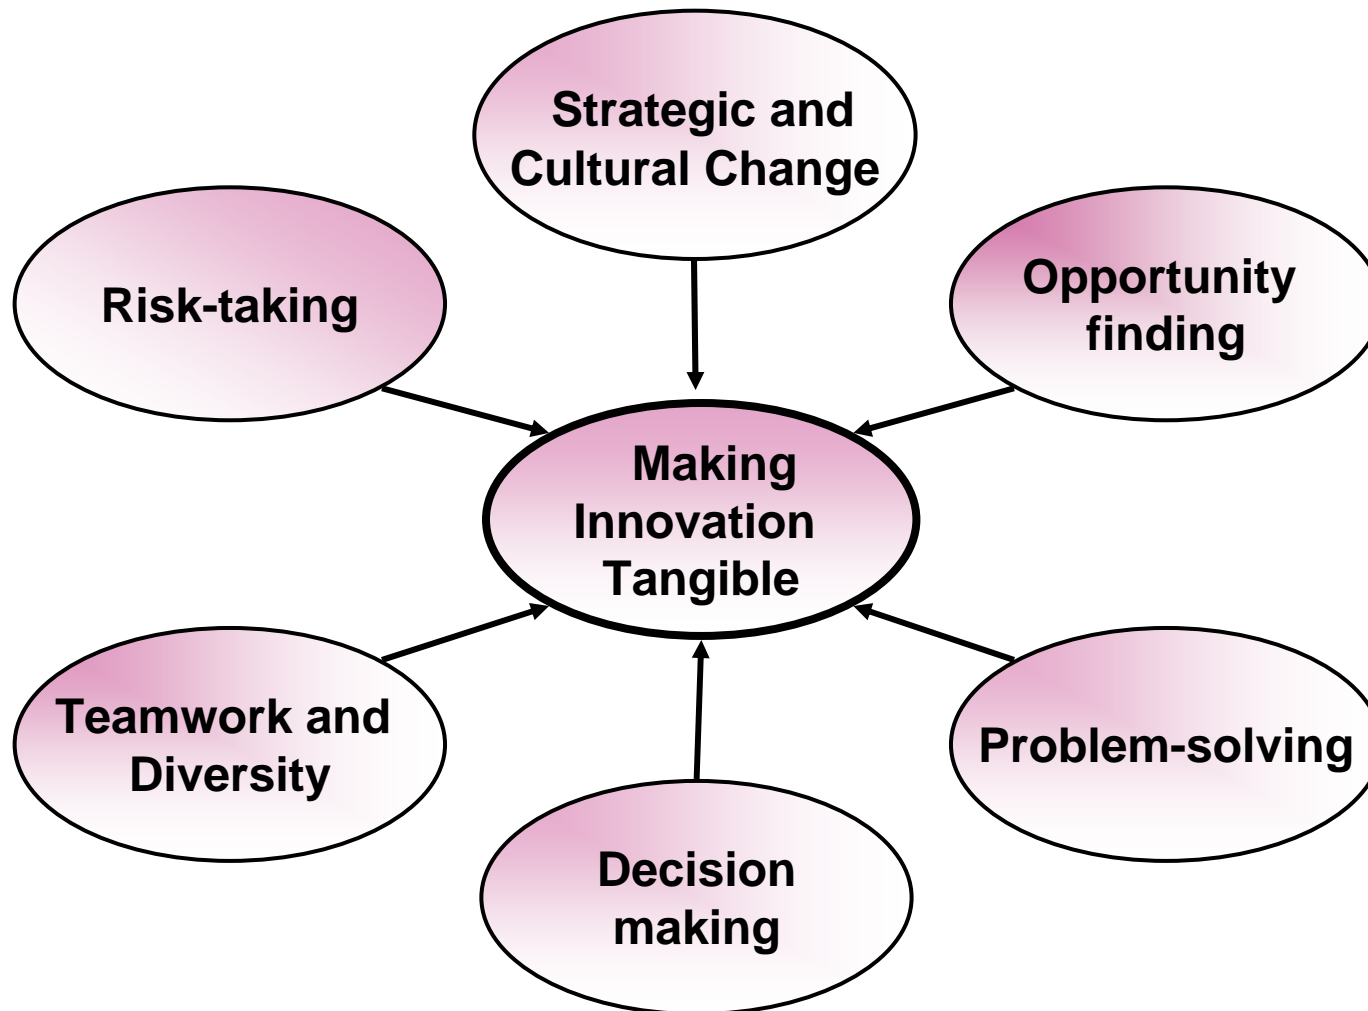 Strategic and
Cultural Change
Risk-taking
Opportunity
finding
Making
Innovation
Tangible
Teamwork and
Diversity
Problem-solving
Decision
making